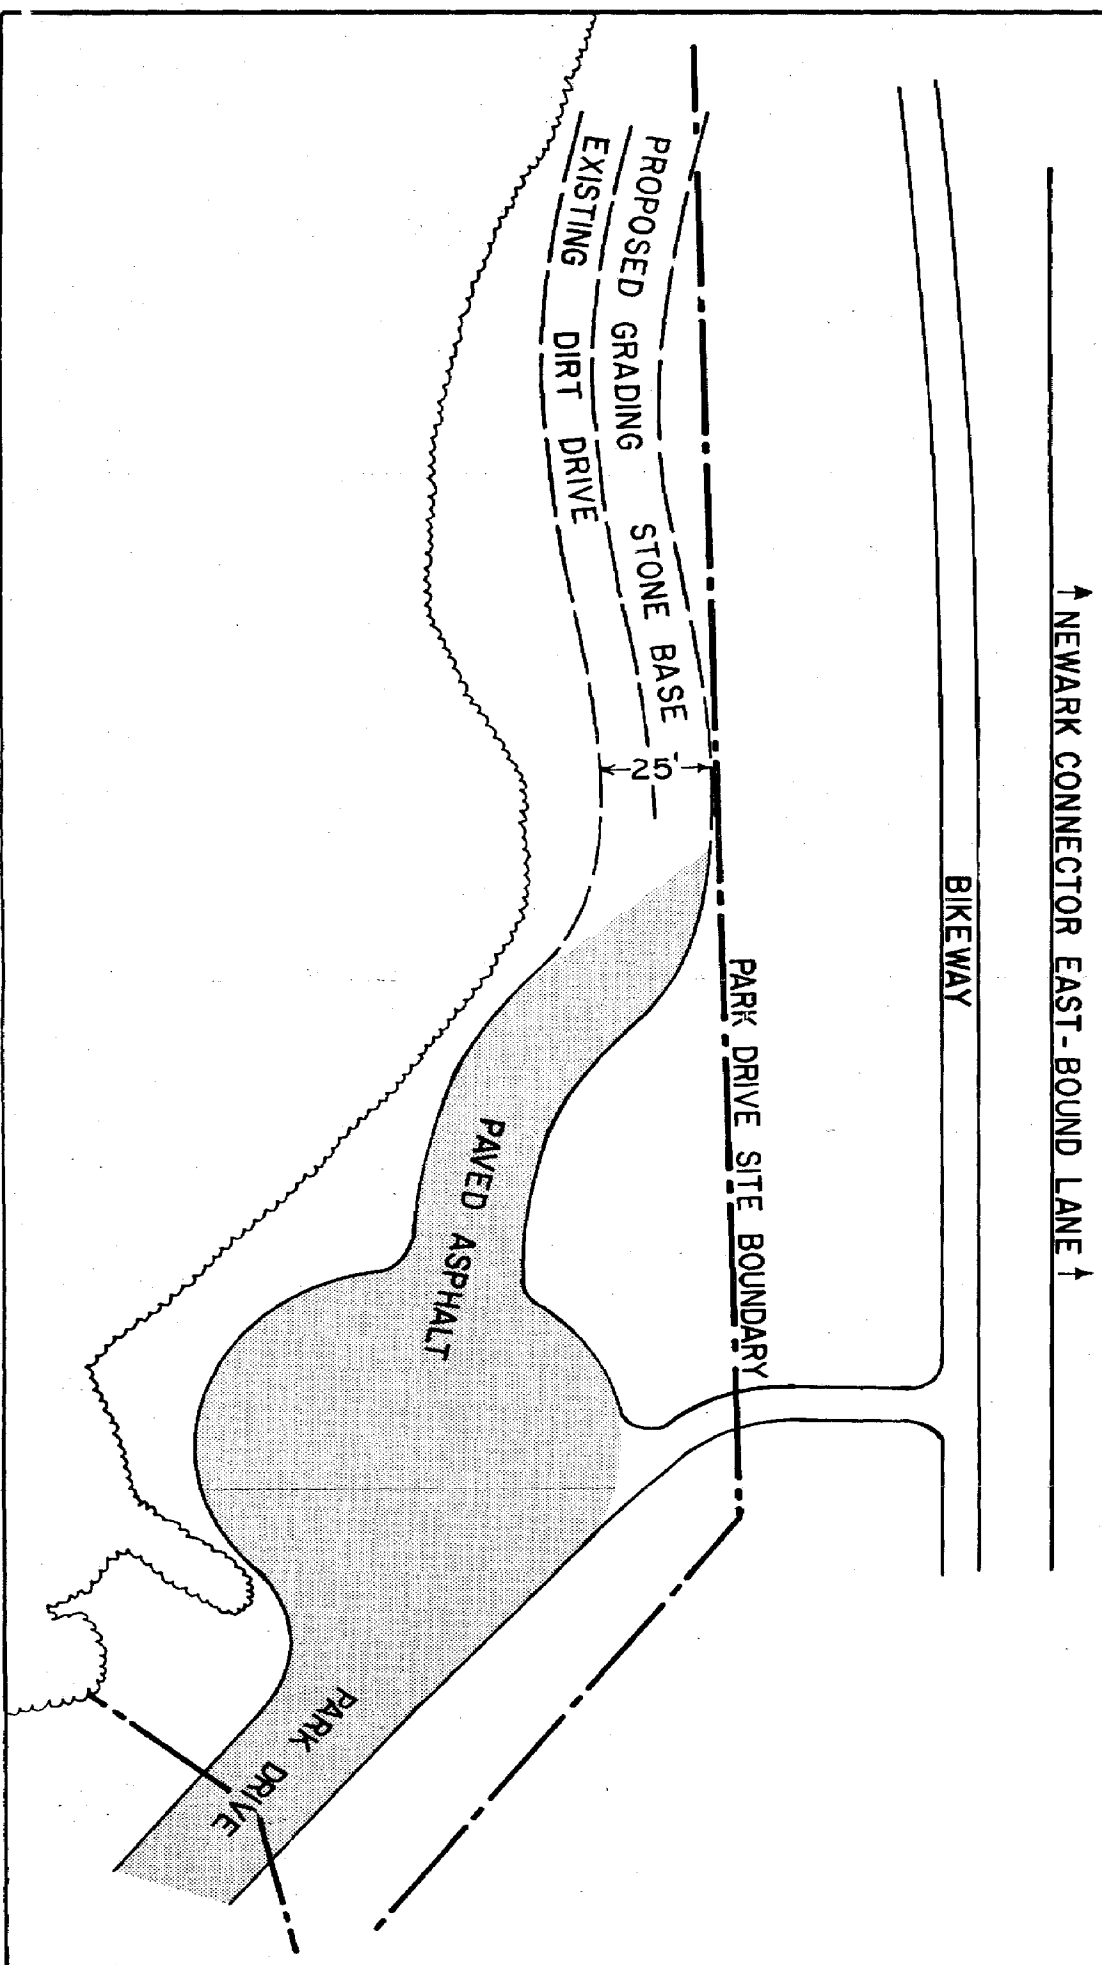 ↑ NEWARK CONNECTOR EAST-BOUND LANE ↑
BIKEWAY
PARK DRIVE SITE BOUNDARY
PROPOSED GRADING STONE BASE
25'
EXISTING DIRT DRIVE
PAVED ASPHALT
PARK DRIVE